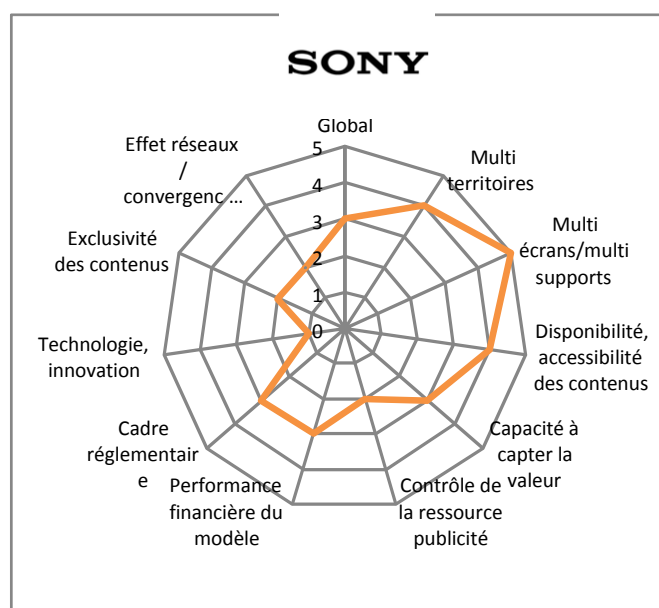 SONY
Global
5
4
3
2
1
0
Multi
territoires
Multi
écrans/multi
supports
Disponibilité,
accessibilité
des contenus
Capacité à
capter la
valeur
Contrôle de
la ressource
publicité
Performance
financière du
modèle
Cadre
réglementair
e
Technologie,
innovation
Exclusivité
des contenus
Effet réseaux
/
convergenc ...